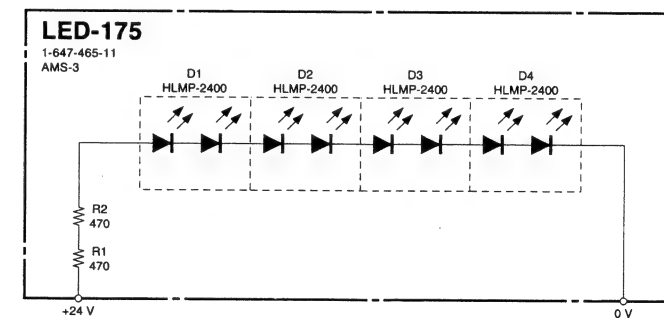 LED-175
1-647-465-11
AMS-3
D1
HLMP-2400
D2
HLMP-2400
D3
HLMP-2400
D4
HLMP-2400
R2
470
R1
470
+24 V
0 V